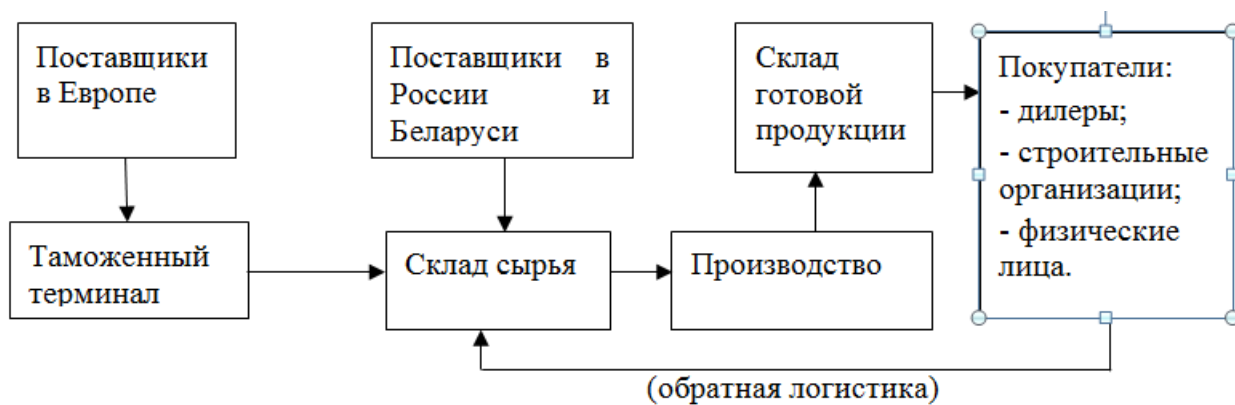 Поставщики
в Европе
Поставщики в
России и
Беларуси
Склад
готовой
продукции
Покупатели:
- дилеры;
- строительные
организации;
- физические
лица.
Таможенный
терминал
Склад сырья
Производство
(обратная логистика)